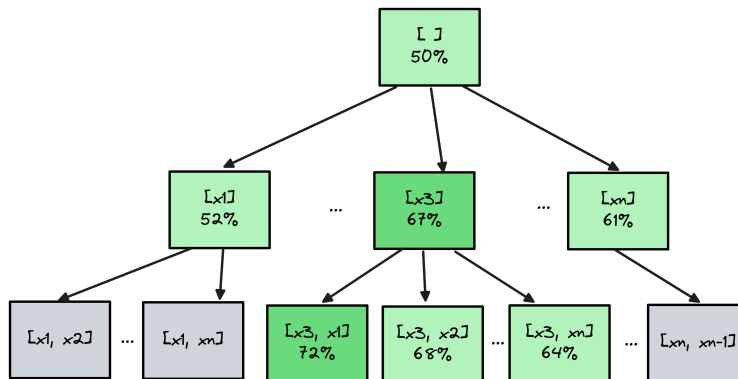 [ ]
50%
[x1]
52%
...
[x3]
67%
...
[xn]
61%
[x1, x2]
...
[x1, xn]
[x3, x1]
72%
[x3, x2]
68%
...
[x3, xn]
64%
...
[xn, xn-1]